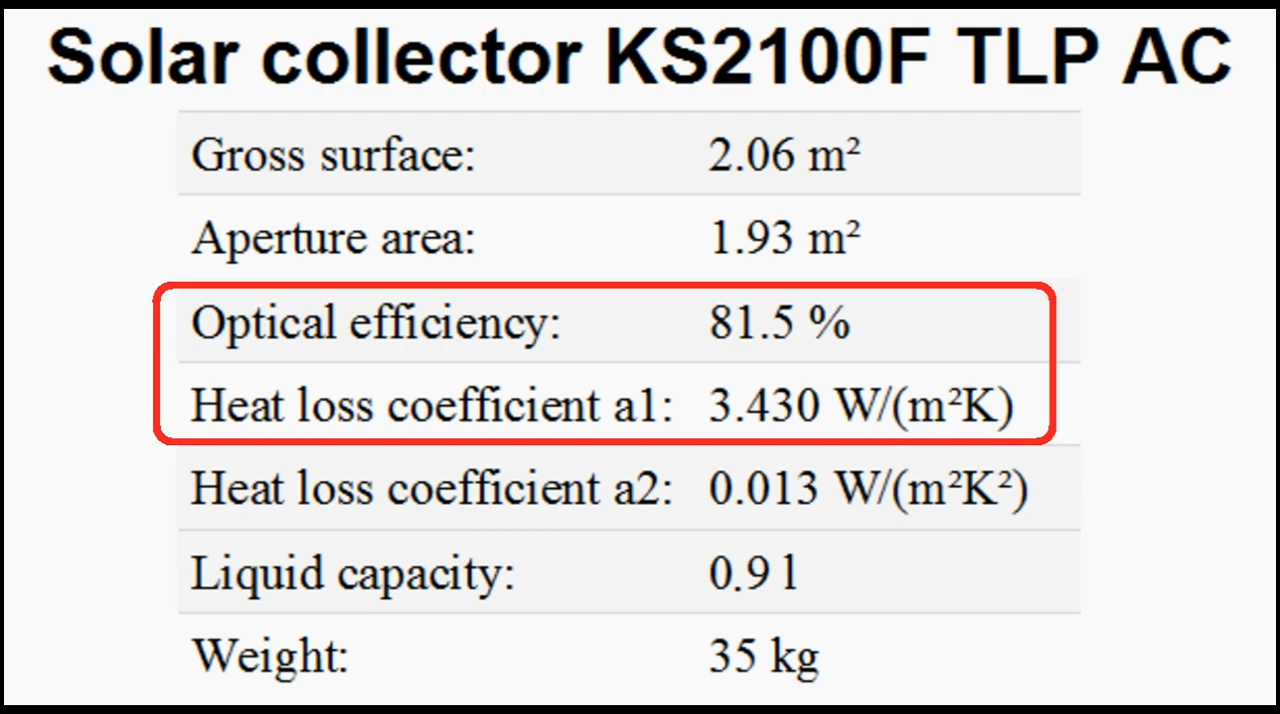 Solar collector KS2100F TLP AC
Gross surface: 2.06 m²
Aperture area: 1.93 m²
Optical efficiency: 81.5 %
Heat loss coefficient a1: 3.430 W/(m²K)
Heat loss coefficient a2: 0.013 W/(m²K²)
Liquid capacity: 0.9 l
Weight: 35 kg